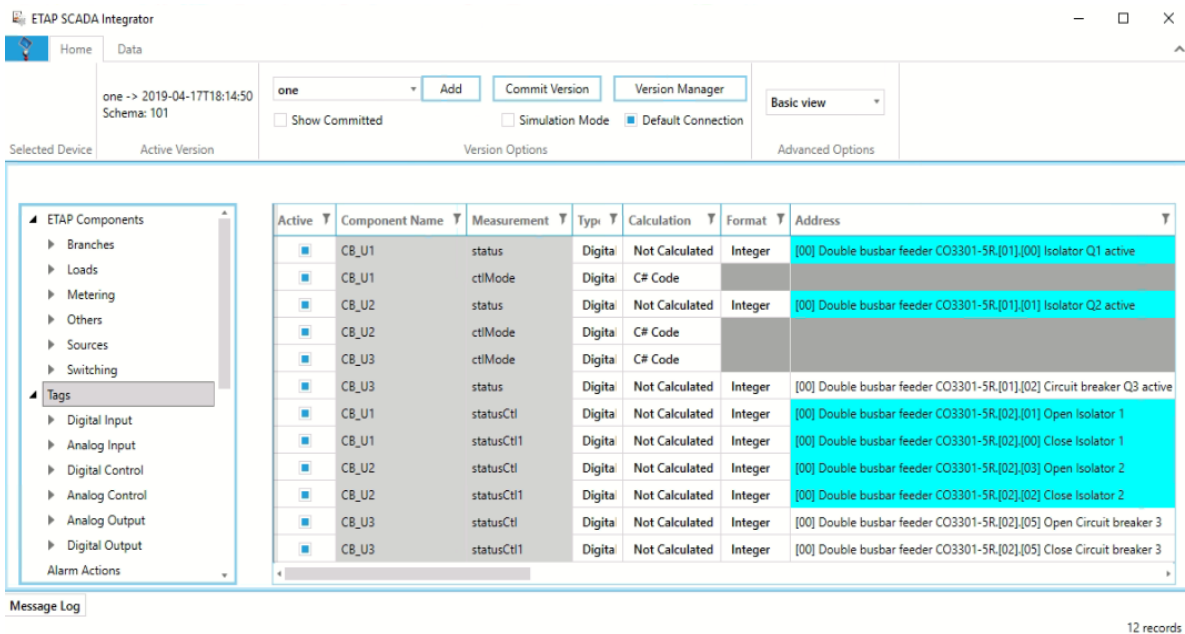 ETAP SCADA Integrator
Home Data
one -> 2019-04-17T18:14:50
Schema: 101
one Add Commit Version Version Manager
Basic view
Show Committed Simulation Mode Default Connection
Selected Device Active Version Version Options Advanced Options
ETAP Components
Branches
Loads
Metering
Others
Sources
Switching
Tags
Digital Input
Analog Input
Digital Control
Analog Control
Analog Output
Digital Output
Alarm Actions
Active Component Name Measurement Type Calculation Format Address
CB_U1 status Digital Not Calculated Integer [00] Double busbar feeder CO3301-5R.[01].[00] Isolator Q1 active
CB_U1 ctlMode Digital C# Code
CB_U2 status Digital Not Calculated Integer [00] Double busbar feeder CO3301-5R.[01].[01] Isolator Q2 active
CB_U2 ctlMode Digital C# Code
CB_U3 ctlMode Digital C# Code
CB_U3 status Digital Not Calculated Integer [00] Double busbar feeder CO3301-5R.[01].[02] Circuit breaker Q3 active
CB_U1 statusCtl Digital Not Calculated Integer [00] Double busbar feeder CO3301-5R.[02].[01] Open Isolator 1
CB_U1 statusCtl1 Digital Not Calculated Integer [00] Double busbar feeder CO3301-5R.[02].[00] Close Isolator 1
CB_U2 statusCtl Digital Not Calculated Integer [00] Double busbar feeder CO3301-5R.[02].[03] Open Isolator 2
CB_U2 statusCtl1 Digital Not Calculated Integer [00] Double busbar feeder CO3301-5R.[02].[02] Close Isolator 2
CB_U3 statusCtl Digital Not Calculated Integer [00] Double busbar feeder CO3301-5R.[02].[05] Open Circuit breaker 3
CB_U3 statusCtl1 Digital Not Calculated Integer [00] Double busbar feeder CO3301-5R.[02].[05] Close Circuit breaker 3
Message Log
12 records